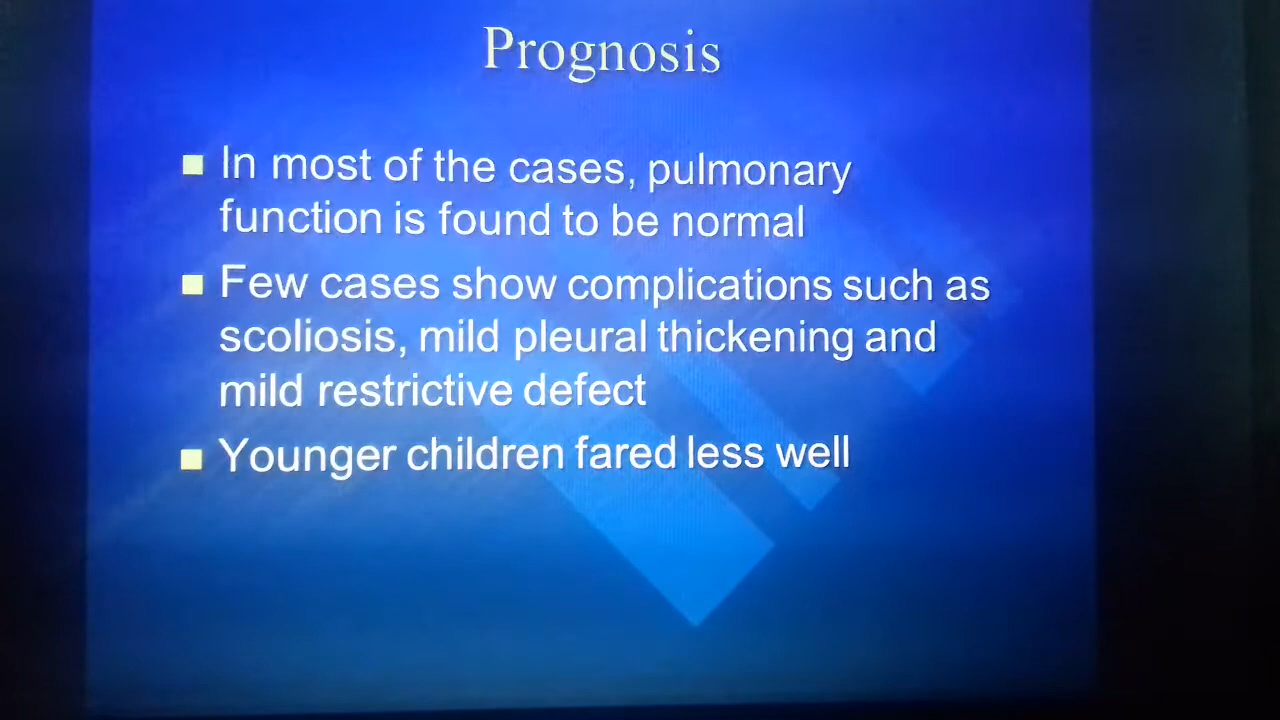 Prognosis
In most of the cases, pulmonary
function is found to be normal
Few cases show complications such as
scoliosis, mild pleural thickening and
mild restrictive defect
Younger children fared less well